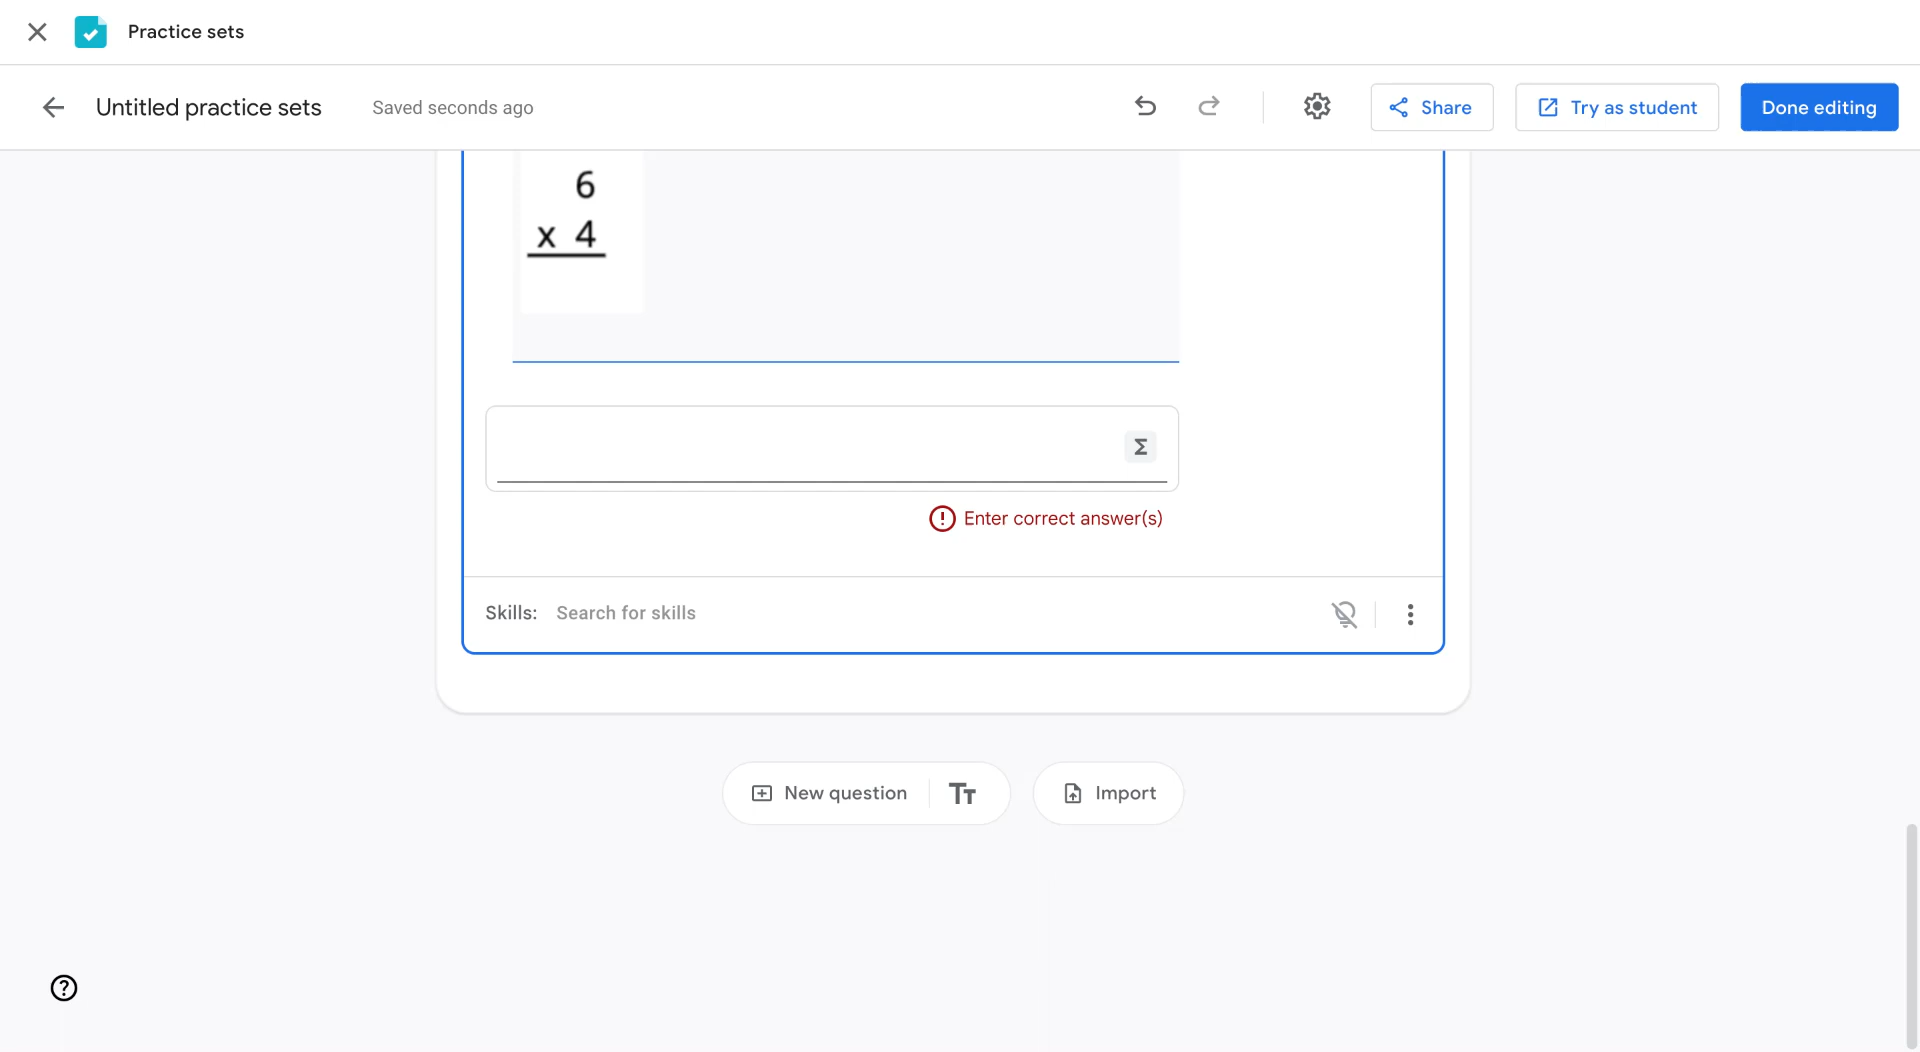 Practice sets
Untitled practice sets Saved seconds ago Share Try as student Done editing
6
x 4
Σ
Enter correct answer(s)
Skills: Search for skills
New question Tт Import